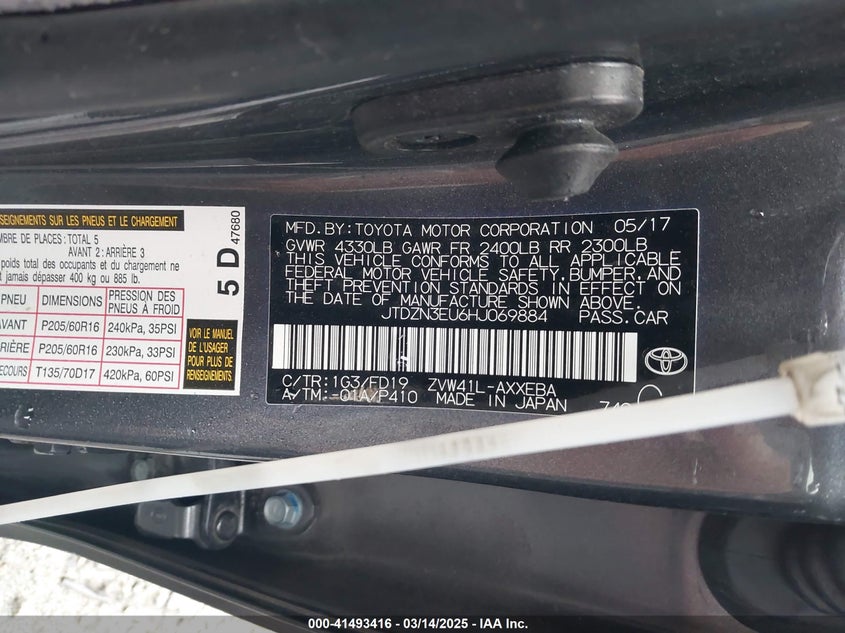 NSEIGNEMENTS SUR LES PNEUS ET LE CHARGEMENT
MBRE DE PLACES: TOTAL 5
AVANT 2: ARRIÈRE 3
poids total des occupants et du chargement ne
t jamais dépasser 400 kg ou 885 lb.
PNEU DIMENSIONS PRESSION DES PNEUS À FROID
AVANT P205/60R16 240kPa, 35PSI
RIÈRE P205/60R16 230kPa, 33PSI
ECOURS T135/70D17 420kPa, 60PSI
VOIR LE MANUEL
DE L'USAGER
POUR PLUS DE
RENSEIGNEMENTS.
5 D 47680
MFD. BY: TOYOTA MOTOR CORPORATION 05/17
GVWR 4330LB GAWR FR 2400LB RR 2300LB
THIS VEHICLE CONFORMS TO ALL APPLICABLE
FEDERAL MOTOR VEHICLE SAFETY, BUMPER, AND
THEFT PREVENTION STANDARDS IN EFFECT ON
THE DATE OF MANUFACTURE SHOWN ABOVE.
JTDZN3EU6HJ069884 PASS. CAR
C/TR: 1G3/FD19 ZVW41L-AXXEBA
A/TM: -01A/P410 MADE IN JAPAN
TOYOTA
000-41493416 - 03/14/2025 - IAA Inc.